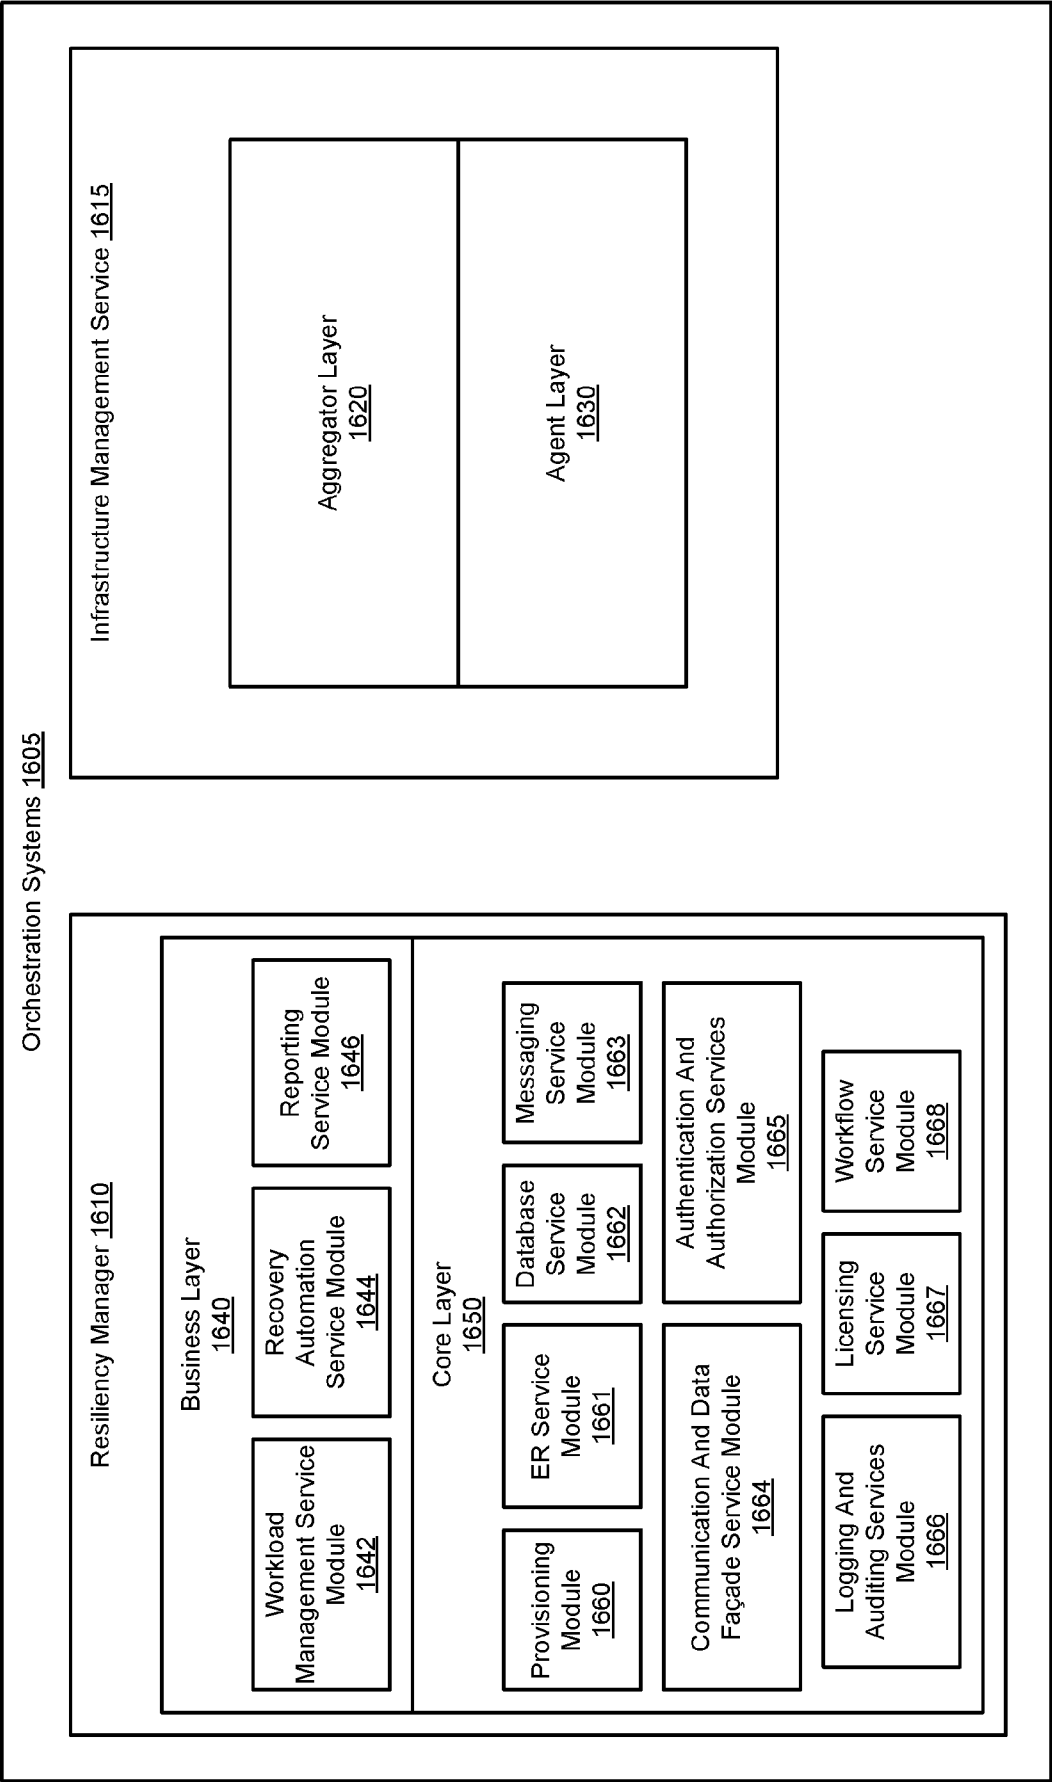 Orchestration Systems 1605
Resiliency Manager 1610
Business Layer
1640
Workload
Management Service
Module
1642
Recovery
Automation
Service Module
1644
Reporting
Service Module
1646
Core Layer
1650
Provisioning
Module
1660
ER Service
Module
1661
Database
Service
Module
1662
Messaging
Service
Module
1663
Communication And Data
Façade Service Module
1664
Authentication And
Authorization Services
Module
1665
Logging And
Auditing Services
Module
1666
Licensing
Service
Module
1667
Workflow
Service
Module
1668
Infrastructure Management Service 1615
Aggregator Layer
1620
Agent Layer
1630